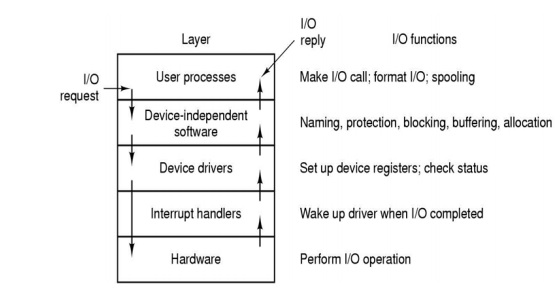 I/O
reply
Layer
I/O functions
I/O
request
User processes
Make I/O call; format I/O; spooling
Device-independent
software
Naming, protection, blocking, buffering, allocation
Device drivers
Set up device registers; check status
Interrupt handlers
Wake up driver when I/O completed
Hardware
Perform I/O operation